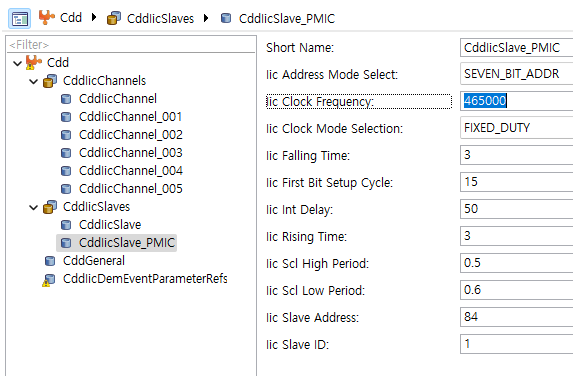 Cdd CddIicSlaves CddIicSlave_PMIC
<Filter>
Cdd
CddIicChannels
CddIicChannel
CddIicChannel_001
CddIicChannel_002
CddIicChannel_003
CddIicChannel_004
CddIicChannel_005
CddIicSlaves
CddIicSlave
CddIicSlave_PMIC
CddGeneral
CddIicDemEventParameterRefs
Short Name: CddIicSlave_PMIC
Iic Address Mode Select: SEVEN_BIT_ADDR
Iic Clock Frequency: 465000
Iic Clock Mode Selection: FIXED_DUTY
Iic Falling Time: 3
Iic First Bit Setup Cycle: 15
Iic Int Delay: 50
Iic Rising Time: 3
Iic Scl High Period: 0.5
Iic Scl Low Period: 0.6
Iic Slave Address: 84
Iic Slave ID: 1